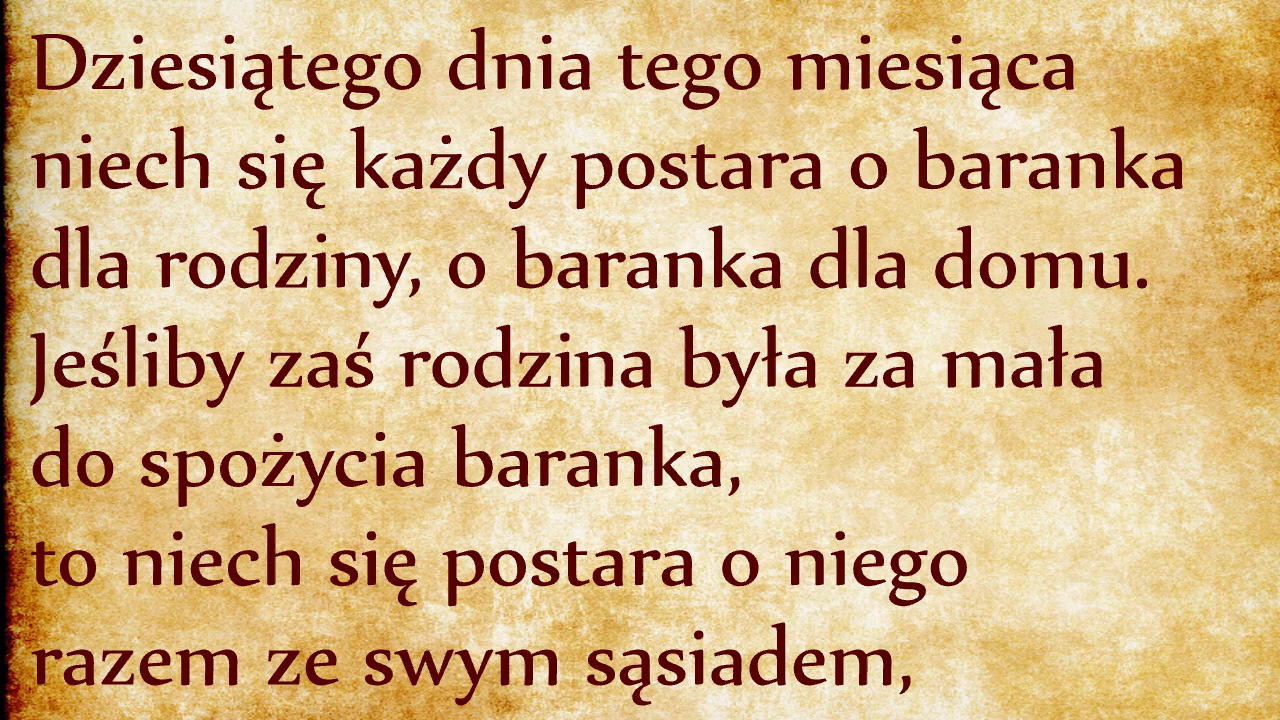 Dziesiątego dnia tego miesiąca
niech się każdy postara o baranka
dla rodziny, o baranka dla domu.
Jeśliby zaś rodzina była za mała
do spożycia baranka,
to niech się postara o niego
razem ze swym sąsiadem,